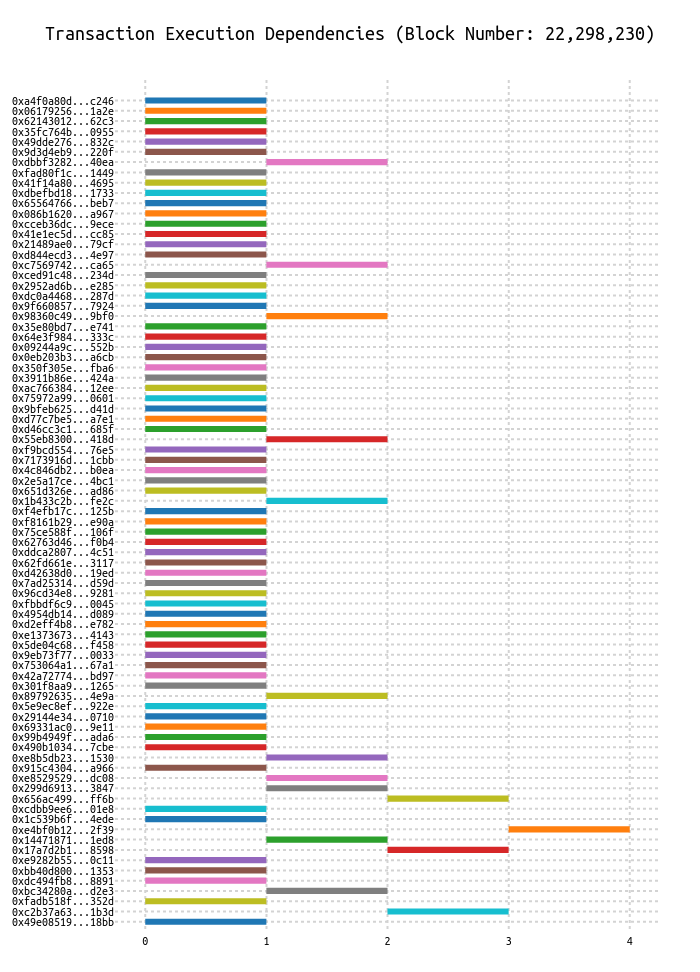 Transaction Execution Dependencies (Block Number: 22,298,230)
0xa4f0a80d...c246
0x06179256...1a2e
0x62143012...62c3
0x35fc764b...0955
0x49dde276...832c
0x9d3d4eb9...220f
0xdbbf3282...40ea
0xfad80f1c...1449
0x41f14a80...4695
0xdbefbd18...1733
0x65564766...beb7
0x086b1620...a967
0xcceb36dc...9ece
0x41e1ec5d...cc85
0x21489ae0...79cf
0xd844ecd3...4e97
0xc7569742...ca65
0xced91c48...234d
0x2952ad6b...e285
0xdc0a4468...287d
0x9f660857...7924
0x98360c49...9bf0
0x35e80bd7...e741
0x64e3f984...333c
0x09244a9c...552b
0x0eb203b3...a6cb
0x350f305e...fba6
0x3911b86e...424a
0xac766384...12ee
0x75972a99...0601
0x9bfeb625...d41d
0xd77c7be5...a7e1
0xd46cc3c1...685f
0x55eb8300...418d
0xf9bcd554...76e5
0x7173916d...1cbb
0x4c846db2...b0ea
0x2e5a17ce...4bc1
0x651d326e...ad86
0x1b433c2b...fe2c
0xf4efb17c...125b
0xf8161b29...e90a
0x75ce588f...106f
0x62763d46...f0b4
0xddca2807...4c51
0x62fd661e...3117
0xd42638d0...19ed
0x7ad25314...d59d
0x96cd34e8...9281
0xfbbdf6c9...0045
0x4954db14...d089
0xd2eff4b8...e782
0xe1373673...4143
0x5de04c68...f458
0x9eb73f77...0033
0x753064a1...67a1
0x42a72774...bd97
0x301f8aa9...1265
0x89792635...4e9a
0x5e9ec8ef...922e
0x29144e34...0710
0x69331ac0...9e11
0x99b4949f...ada6
0x490b1034...7cbe
0xe8b5db23...1530
0x915c4304...a966
0xe8529529...dc08
0x299d6913...3847
0x656ac499...ff6b
0xcdbb9ee6...01e8
0x1c539b6f...4ede
0xe4bf0b12...2f39
0x14471871...1ed8
0x17a7d2b1...8598
0xe9282b55...0c11
0xbb40d800...1353
0xdc494fb8...8891
0xbc34280a...d2e3
0xfadb518f...352d
0xc2b37a63...1b3d
0x49e08519...18bb
0 1 2 3 4